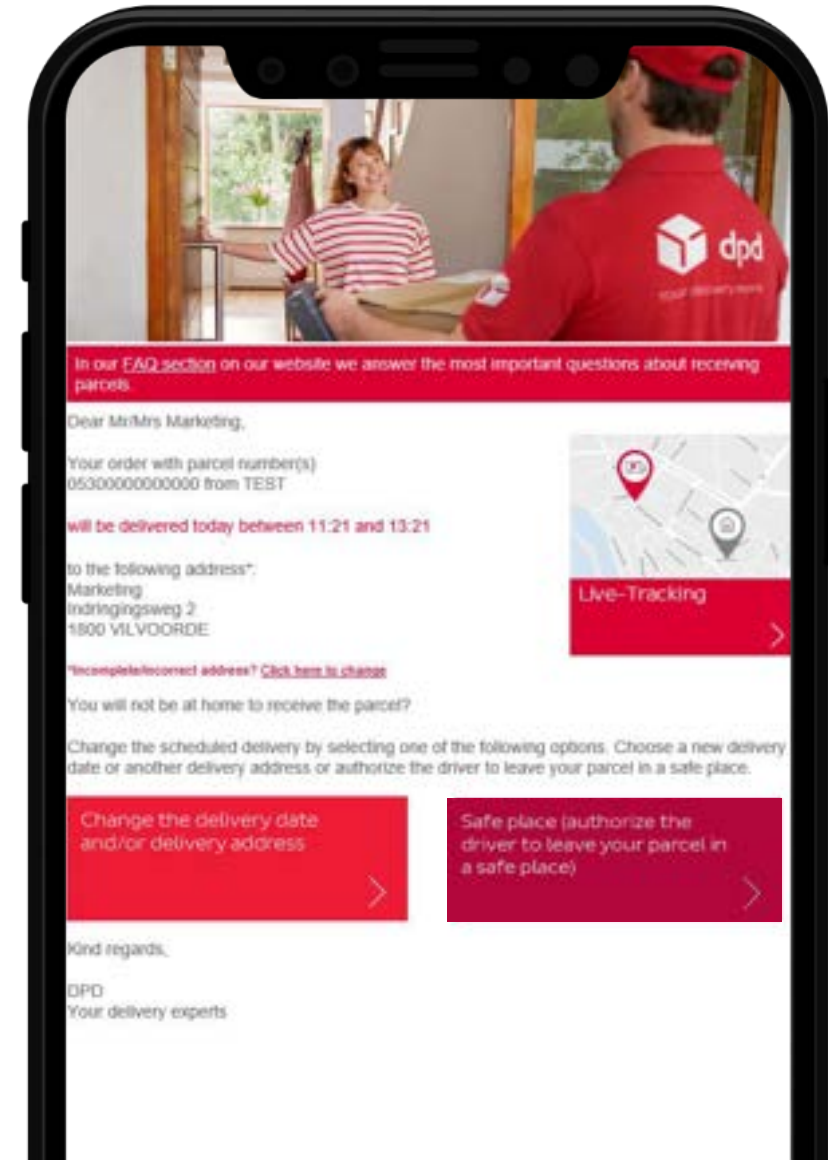 dpd
Your delivery experts
In our FAQ section on our website we answer the most important questions about receiving
parcels.
Dear Mr/Mrs Marketing,
Your order with parcel number(s)
05300000000000 from TEST
will be delivered today between 11:21 and 13:21
to the following address*:
Marketing
Indringingsweg 2
1800 VILVOORDE
*Incomplete/incorrect address? Click here to change
Live-Tracking
You will not be at home to receive the parcel?
Change the scheduled delivery by selecting one of the following options. Choose a new delivery
date or another delivery address or authorize the driver to leave your parcel in a safe place.
Change the delivery date
and/or delivery address
Safe place (authorize the
driver to leave your parcel in
a safe place)
Kind regards,
DPD
Your delivery experts